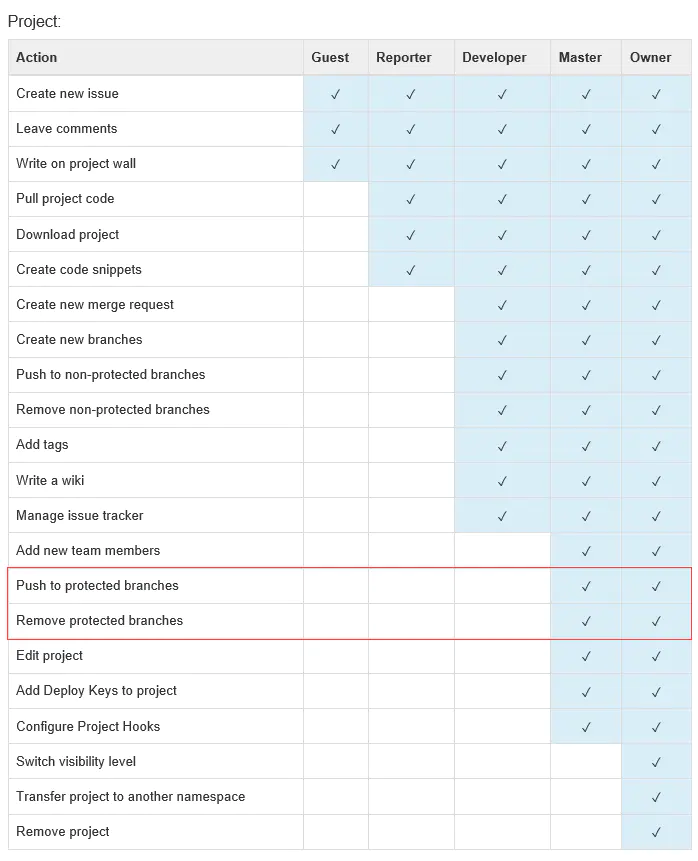 Project:
Action Guest Reporter Developer Master Owner
Create new issue ✓ ✓ ✓ ✓ ✓
Leave comments ✓ ✓ ✓ ✓ ✓
Write on project wall ✓ ✓ ✓ ✓ ✓
Pull project code ✓ ✓ ✓ ✓
Download project ✓ ✓ ✓ ✓
Create code snippets ✓ ✓ ✓ ✓
Create new merge request ✓ ✓ ✓
Create new branches ✓ ✓ ✓
Push to non-protected branches ✓ ✓ ✓
Remove non-protected branches ✓ ✓ ✓
Add tags ✓ ✓ ✓
Write a wiki ✓ ✓ ✓
Manage issue tracker ✓ ✓ ✓
Add new team members ✓ ✓
Push to protected branches ✓ ✓
Remove protected branches ✓ ✓
Edit project ✓ ✓
Add Deploy Keys to project ✓ ✓
Configure Project Hooks ✓ ✓
Switch visibility level ✓
Transfer project to another namespace ✓
Remove project ✓